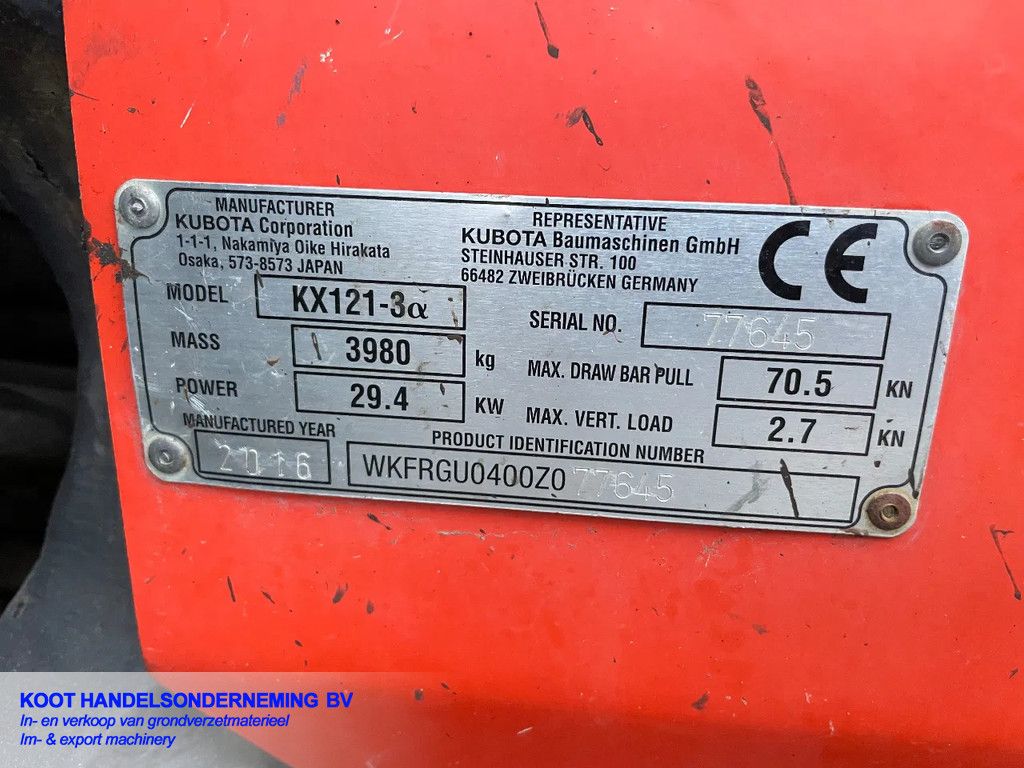 MANUFACTURER
KUBOTA Corporation
1-1-1, Nakamiya Oike Hirakata
Osaka, 573-8573 JAPAN
REPRESENTATIVE
KUBOTA Baumaschinen GmbH
STEINHAUSER STR. 100
66482 ZWEIBRÜCKEN GERMANY
CE
MODEL KX121-3α
MASS 3980 kg
POWER 29.4 KW
SERIAL NO. 77645
MAX. DRAW BAR PULL 70.5 KN
MAX. VERT. LOAD 2.7 KN
MANUFACTURED YEAR
2016
PRODUCT IDENTIFICATION NUMBER
WKFRGU0400Z077645
KOOT HANDELSONDERNEMING BV
In- en verkoop van grondverzetmaterieel
Im- & export machinery